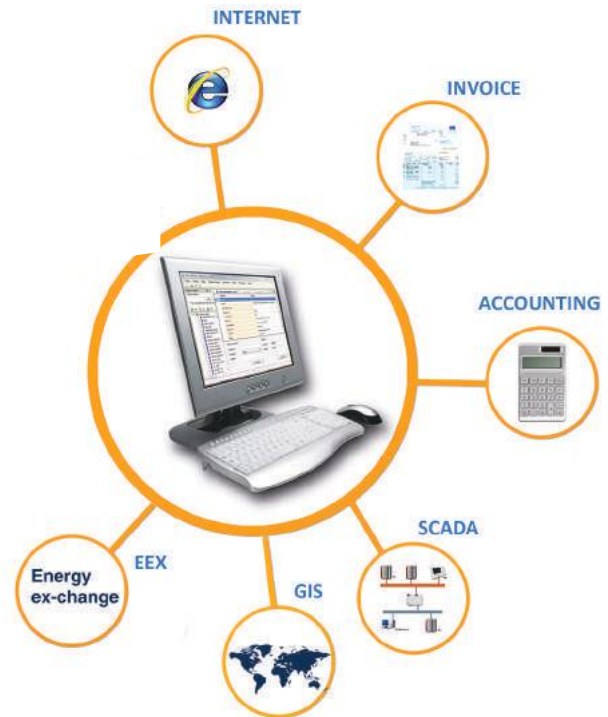 INTERNET
INVOICE
ACCOUNTING
SCADA
GIS
EEX
Energy
ex-change